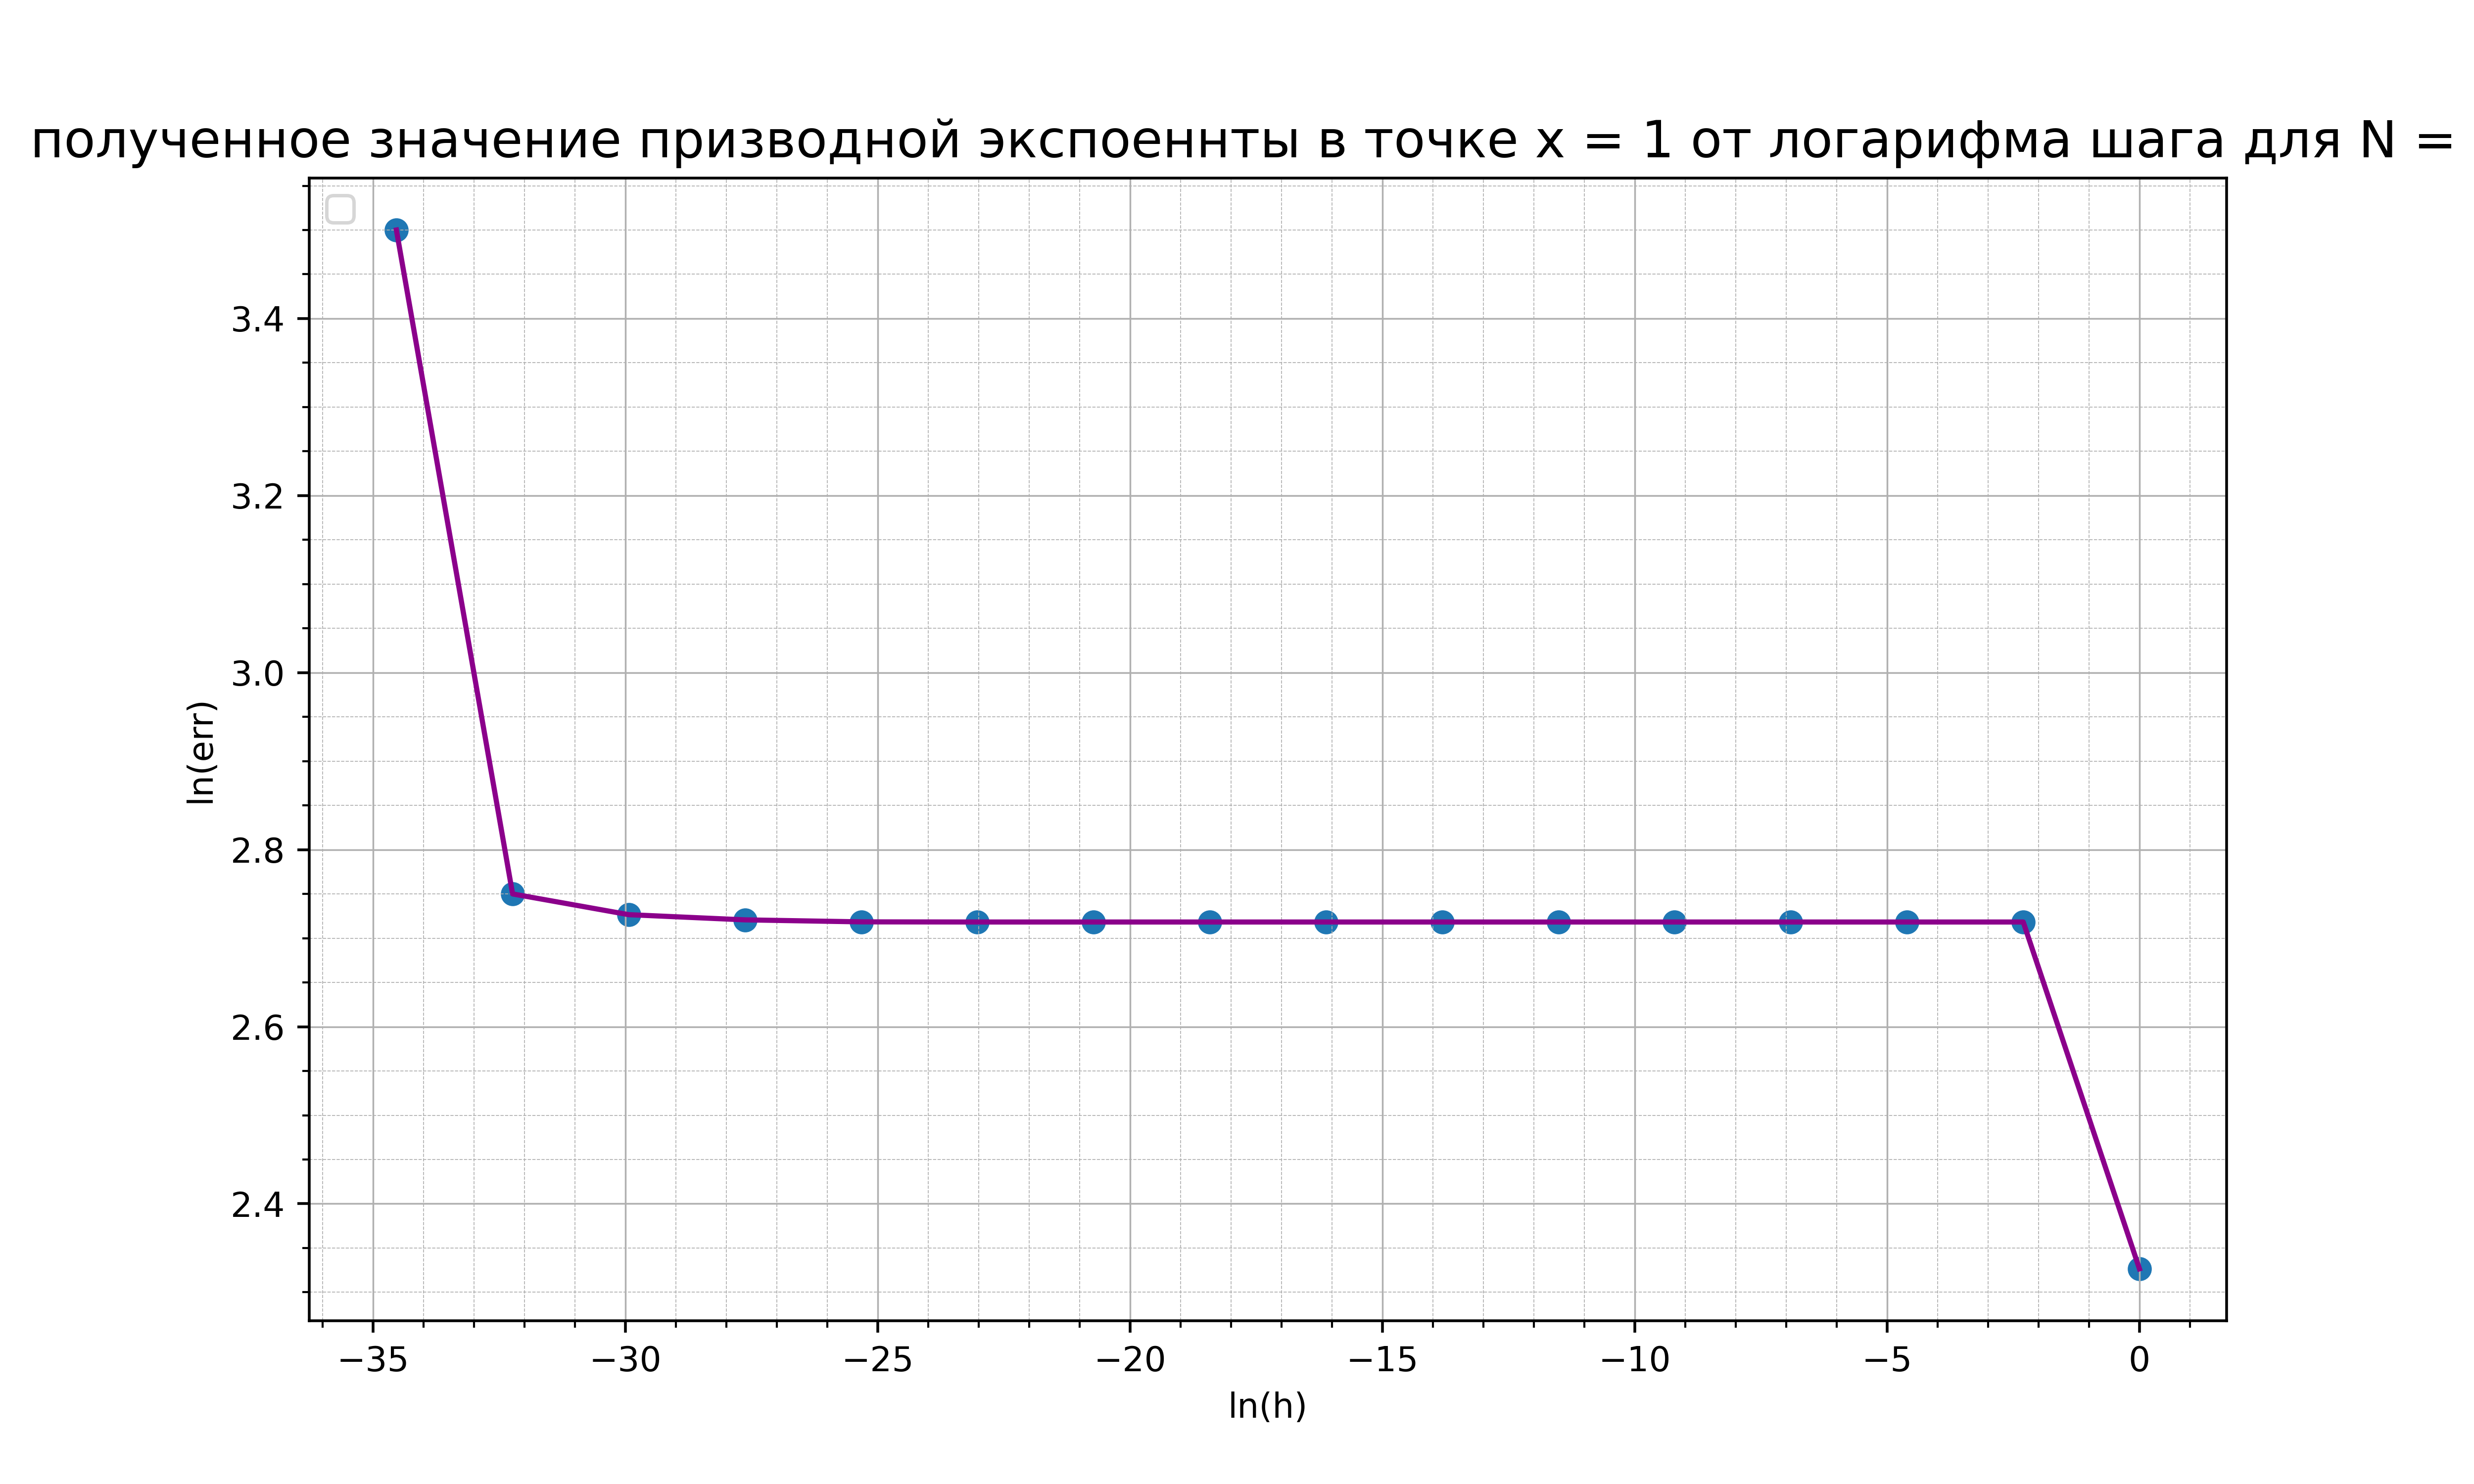 полученное значение призводной экспоеннты в точке x = 1 от логарифма шага для N =
3.4
3.2
3.0
2.8
2.6
2.4
ln(err)
−35 −30 −25 −20 −15 −10 −5 0
ln(h)